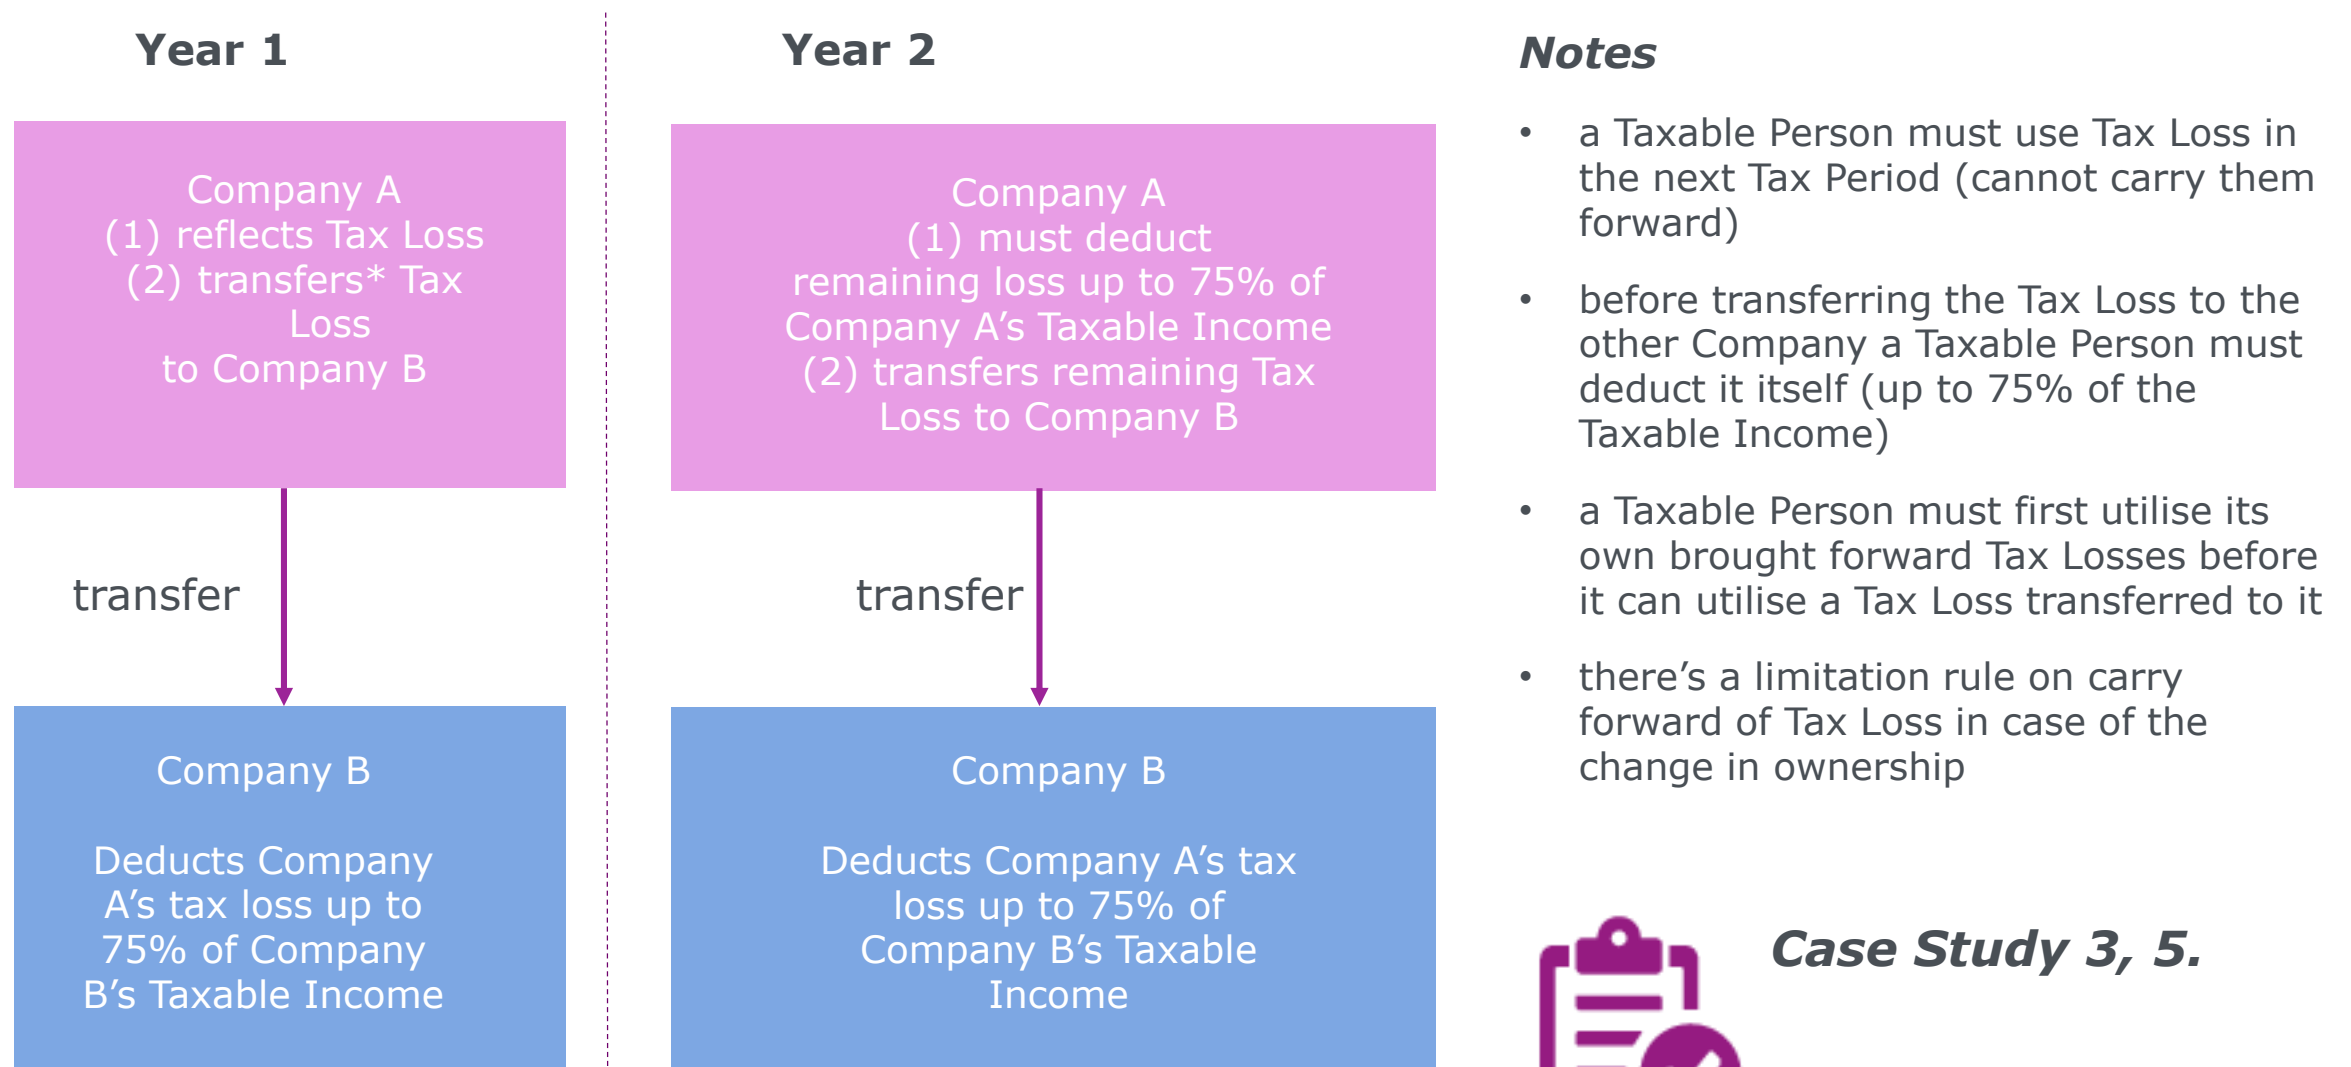 Year 1
Company A
(1) reflects Tax Loss
(2) transfers* Tax
Loss
to Company B
transfer
Company B
Deducts Company
A’s tax loss up to
75% of Company
B’s Taxable Income
Year 2
Company A
(1) must deduct
remaining loss up to 75% of
Company A’s Taxable Income
(2) transfers remaining Tax
Loss to Company B
transfer
Company B
Deducts Company A’s tax
loss up to 75% of
Company B’s Taxable
Income
Notes
• a Taxable Person must use Tax Loss in
the next Tax Period (cannot carry them
forward)
• before transferring the Tax Loss to the
other Company a Taxable Person must
deduct it itself (up to 75% of the
Taxable Income)
• a Taxable Person must first utilise its
own brought forward Tax Losses before
it can utilise a Tax Loss transferred to it
• there’s a limitation rule on carry
forward of Tax Loss in case of the
change in ownership
Case Study 3, 5.